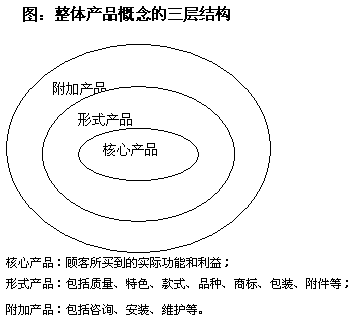 图：整体产品概念的三层结构
附加产品
形式产品
核心产品
核心产品：顾客所买到的实际功能和利益；
形式产品：包括质量、特色、款式、品种、商标、包装、附件等；
附加产品：包括咨询、安装、维护等。